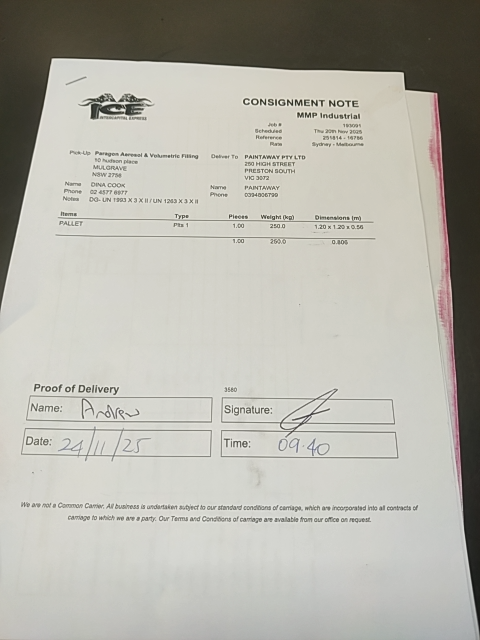 ICE
INTERCAPITAL EXPRESS
CONSIGNMENT NOTE
MMP Industrial
Job # 193091
Scheduled Thu 20th Nov 2025
Reference 251614 - 16766
Rate Sydney - Melbourne
Pick-Up Paragon Aerosol & Volumetric Filling
10 hudson place
MULGRAVE
NSW 2756
Name DINA COOK
Phone 02 4577 8977
Notes DG- UN 1993 X 3 X II / UN 1263 X 3 X II
Deliver To PAINTAWAY PTY LTD
250 HIGH STREET
PRESTON SOUTH
VIC 3072
Name PAINTAWAY
Phone 0394806799
Items Type Pieces Weight (kg) Dimensions (m)
PALLET Plts 1 1.00 250.0 1.20 x 1.20 x 0.56
1.00 250.0 0.806
Proof of Delivery 3580
Name: Andrew
Signature:
Date: 24/11/25
Time: 09.40
We are not a Common Carrier. All business is undertaken subject to our standard conditions of carriage, which are incorporated into all contracts of
carriage to which we are a party. Our Terms and Conditions of carriage are available from our office on request.